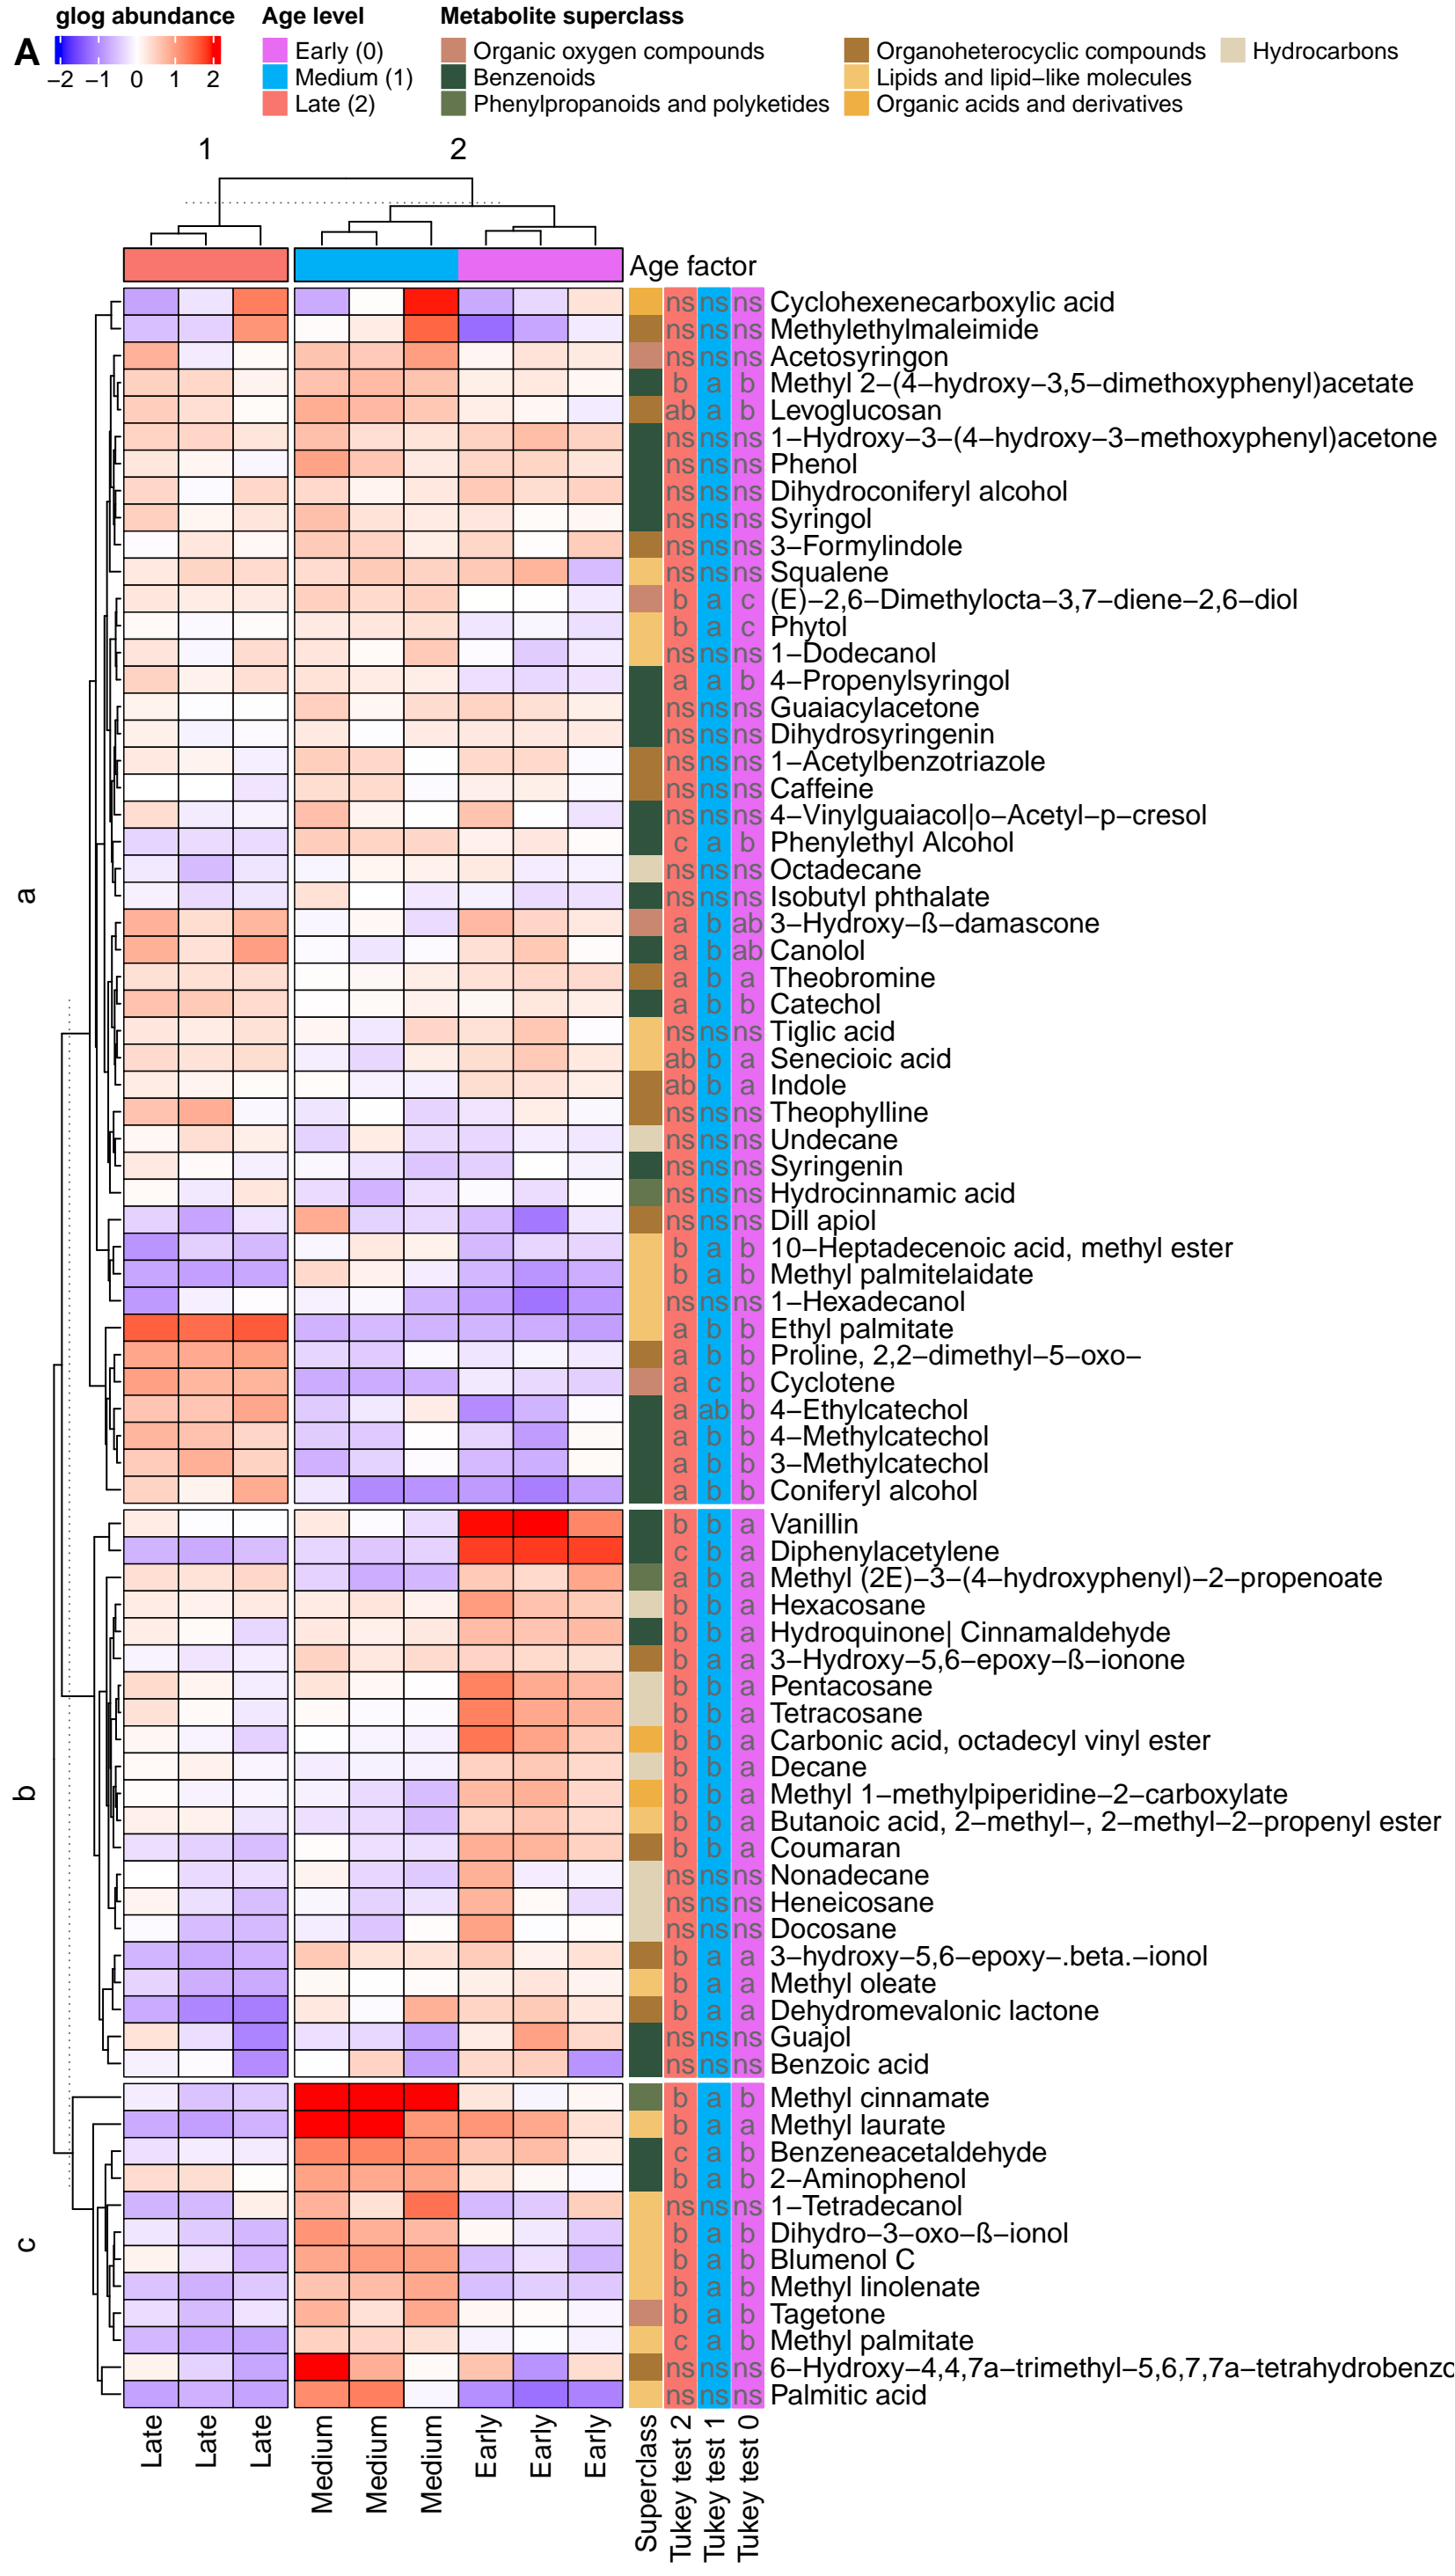 A
glog abundance
−2 −1 0 1 2
Age level
Early (0)
Medium (1)
Late (2)
Metabolite superclass
Organic oxygen compounds
Benzenoids
Phenylpropanoids and polyketides
Organoheterocyclic compounds
Lipids and lipid−like molecules
Organic acids and derivatives
Hydrocarbons
1 2
Age factor
a
ns ns ns Cyclohexenecarboxylic acid
ns ns ns Methylethylmaleimide
ns ns ns Acetosyringon
b a b Methyl 2−(4−hydroxy−3,5−dimethoxyphenyl)acetate
ab a b Levoglucosan
ns ns ns 1−Hydroxy−3−(4−hydroxy−3−methoxyphenyl)acetone
ns ns ns Phenol
ns ns ns Dihydroconiferyl alcohol
ns ns ns Syringol
ns ns ns 3−Formylindole
ns ns ns Squalene
b a c (E)−2,6−Dimethylocta−3,7−diene−2,6−diol
b a c Phytol
ns ns ns 1−Dodecanol
a a b 4−Propenylsyringol
ns ns ns Guaiacylacetone
ns ns ns Dihydrosyringenin
ns ns ns 1−Acetylbenzotriazole
ns ns ns Caffeine
ns ns ns 4−Vinylguaiacol|o−Acetyl−p−cresol
c a b Phenylethyl Alcohol
ns ns ns Octadecane
ns ns ns Isobutyl phthalate
a b ab 3−Hydroxy−ß−damascone
a b ab Canolol
a b a Theobromine
a b b Catechol
ns ns ns Tiglic acid
ab b a Senecioic acid
ab b a Indole
ns ns ns Theophylline
ns ns ns Undecane
ns ns ns Syringenin
ns ns ns Hydrocinnamic acid
ns ns ns Dill apiol
b a b 10−Heptadecenoic acid, methyl ester
b a b Methyl palmitelaidate
ns ns ns 1−Hexadecanol
a b b Ethyl palmitate
a b b Proline, 2,2−dimethyl−5−oxo−
a c b Cyclotene
a ab b 4−Ethylcatechol
a b b 4−Methylcatechol
a b b 3−Methylcatechol
a b b Coniferyl alcohol
b
b b a Vanillin
c b a Diphenylacetylene
a b a Methyl (2E)−3−(4−hydroxyphenyl)−2−propenoate
b b a Hexacosane
b b a Hydroquinone| Cinnamaldehyde
b a a 3−Hydroxy−5,6−epoxy−ß−ionone
b b a Pentacosane
b b a Tetracosane
b b a Carbonic acid, octadecyl vinyl ester
b b a Decane
b b a Methyl 1−methylpiperidine−2−carboxylate
b b a Butanoic acid, 2−methyl−, 2−methyl−2−propenyl ester
b b a Coumaran
ns ns ns Nonadecane
ns ns ns Heneicosane
ns ns ns Docosane
b a a 3−hydroxy−5,6−epoxy−.beta.−ionol
b a a Methyl oleate
b a a Dehydromevalonic lactone
ns ns ns Guajol
ns ns ns Benzoic acid
c
b a b Methyl cinnamate
b a a Methyl laurate
c a b Benzeneacetaldehyde
b a b 2−Aminophenol
ns ns ns 1−Tetradecanol
b a b Dihydro−3−oxo−ß−ionol
b a b Blumenol C
b a b Methyl linolenate
b a b Tagetone
c a b Methyl palmitate
ns ns ns 6−Hydroxy−4,4,7a−trimethyl−5,6,7,7a−tetrahydrobenzo
ns ns ns Palmitic acid
Late
Late
Late
Medium
Medium
Medium
Early
Early
Early
Superclass
Tukey test 2
Tukey test 1
Tukey test 0